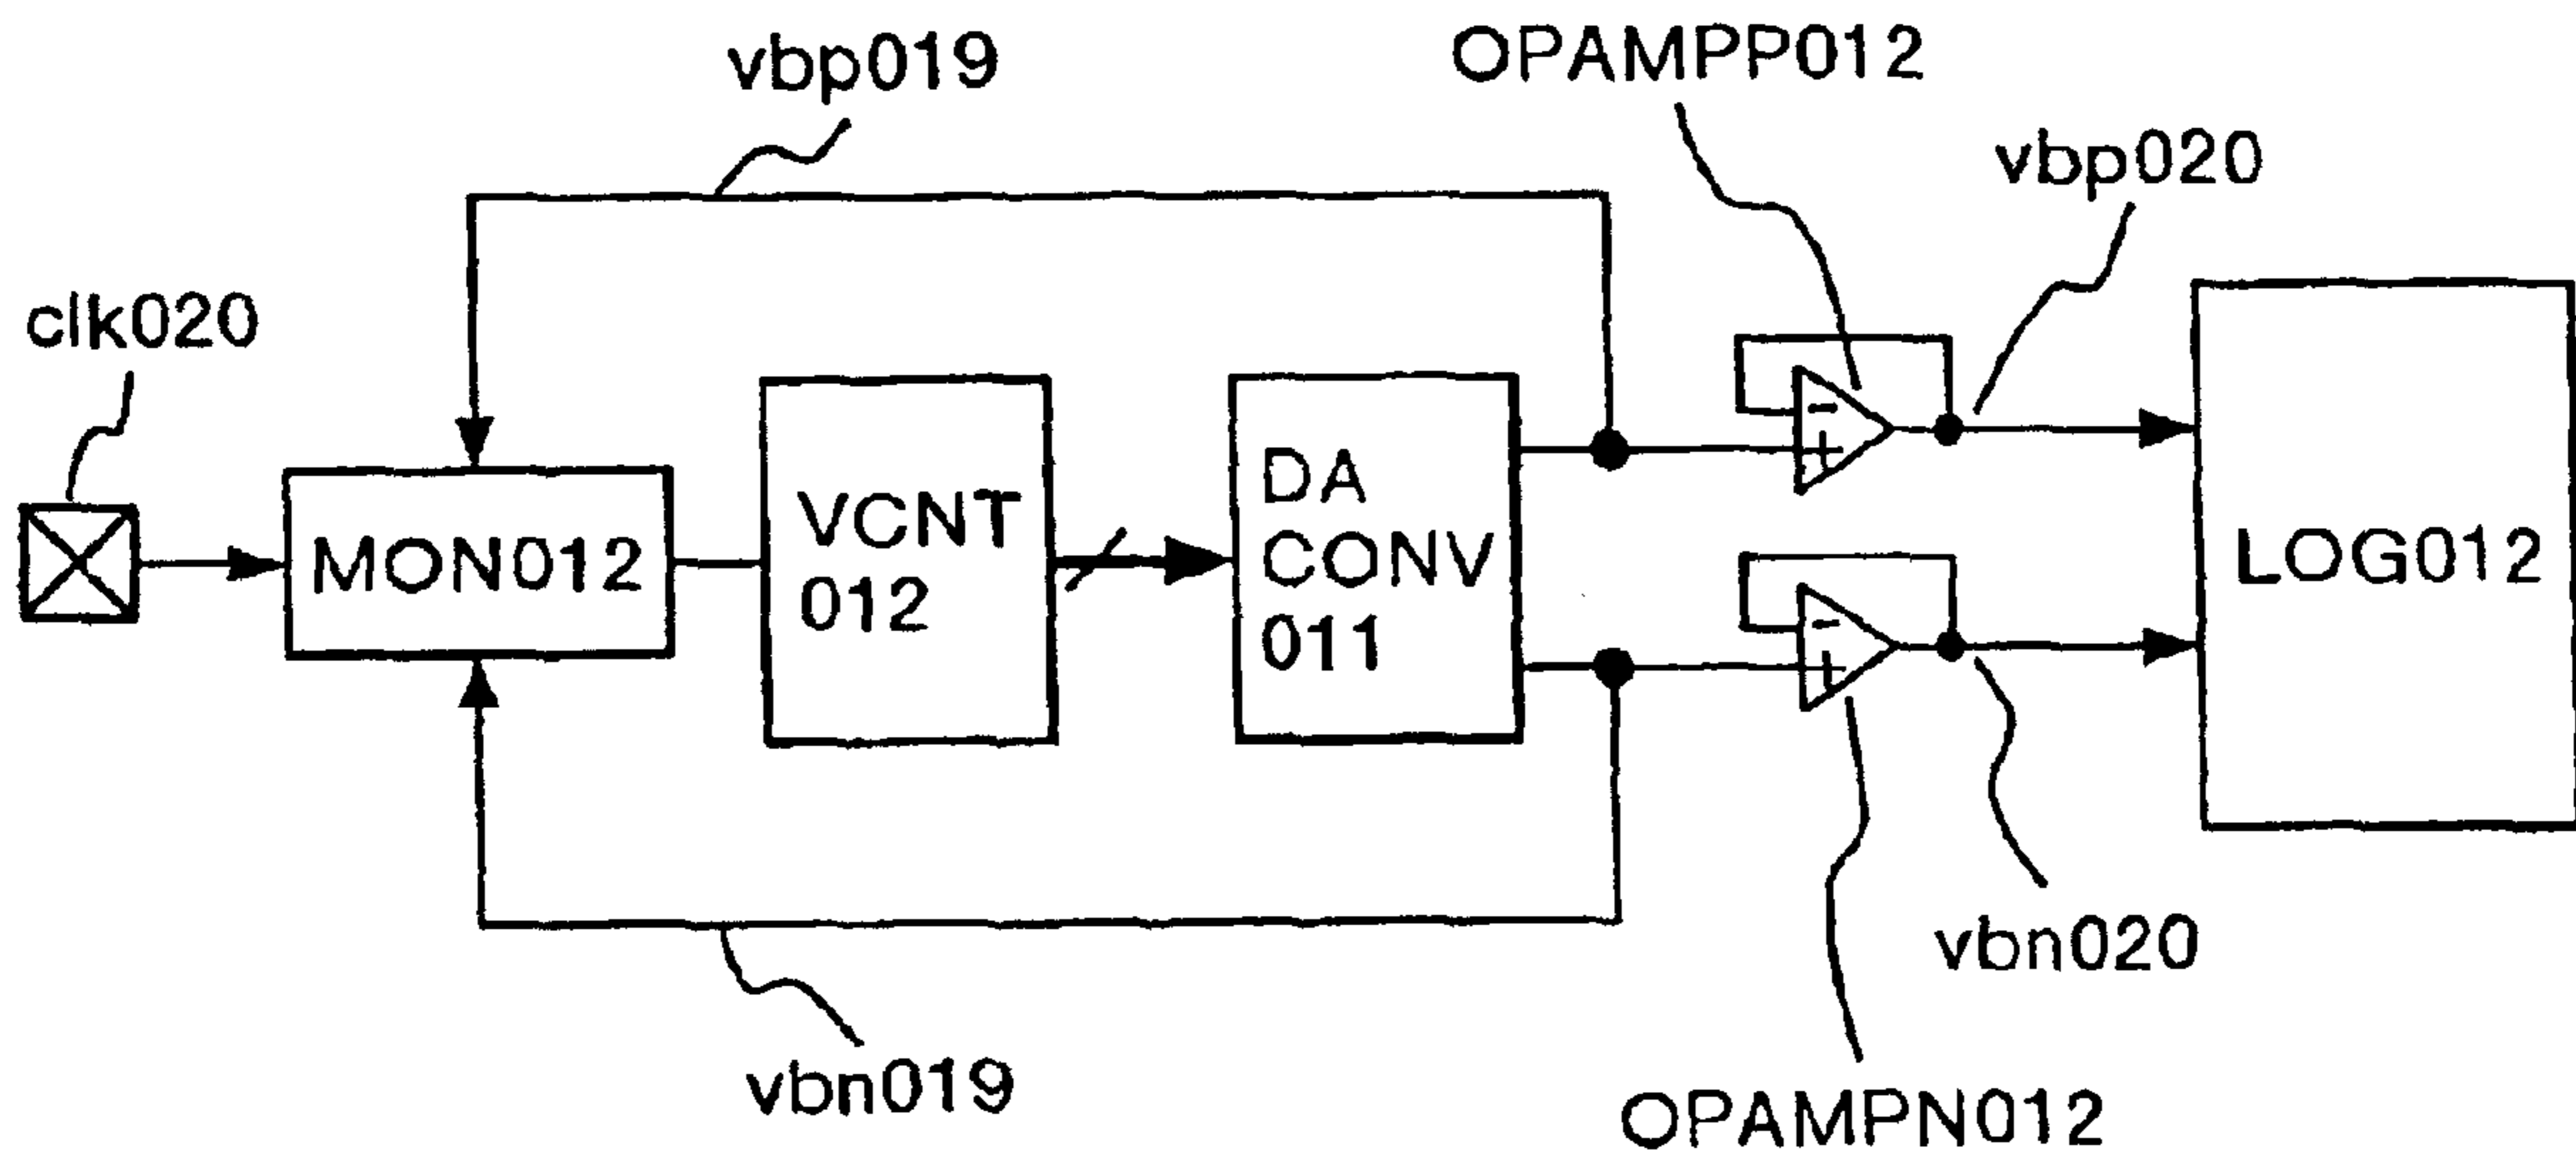 vbp019
OPAMPP012
vbp020
clk020
MON012
VCNT
012
DA
CONV
011
-
+
-
+
LOG012
vbn020
vbn019
OPAMPN012